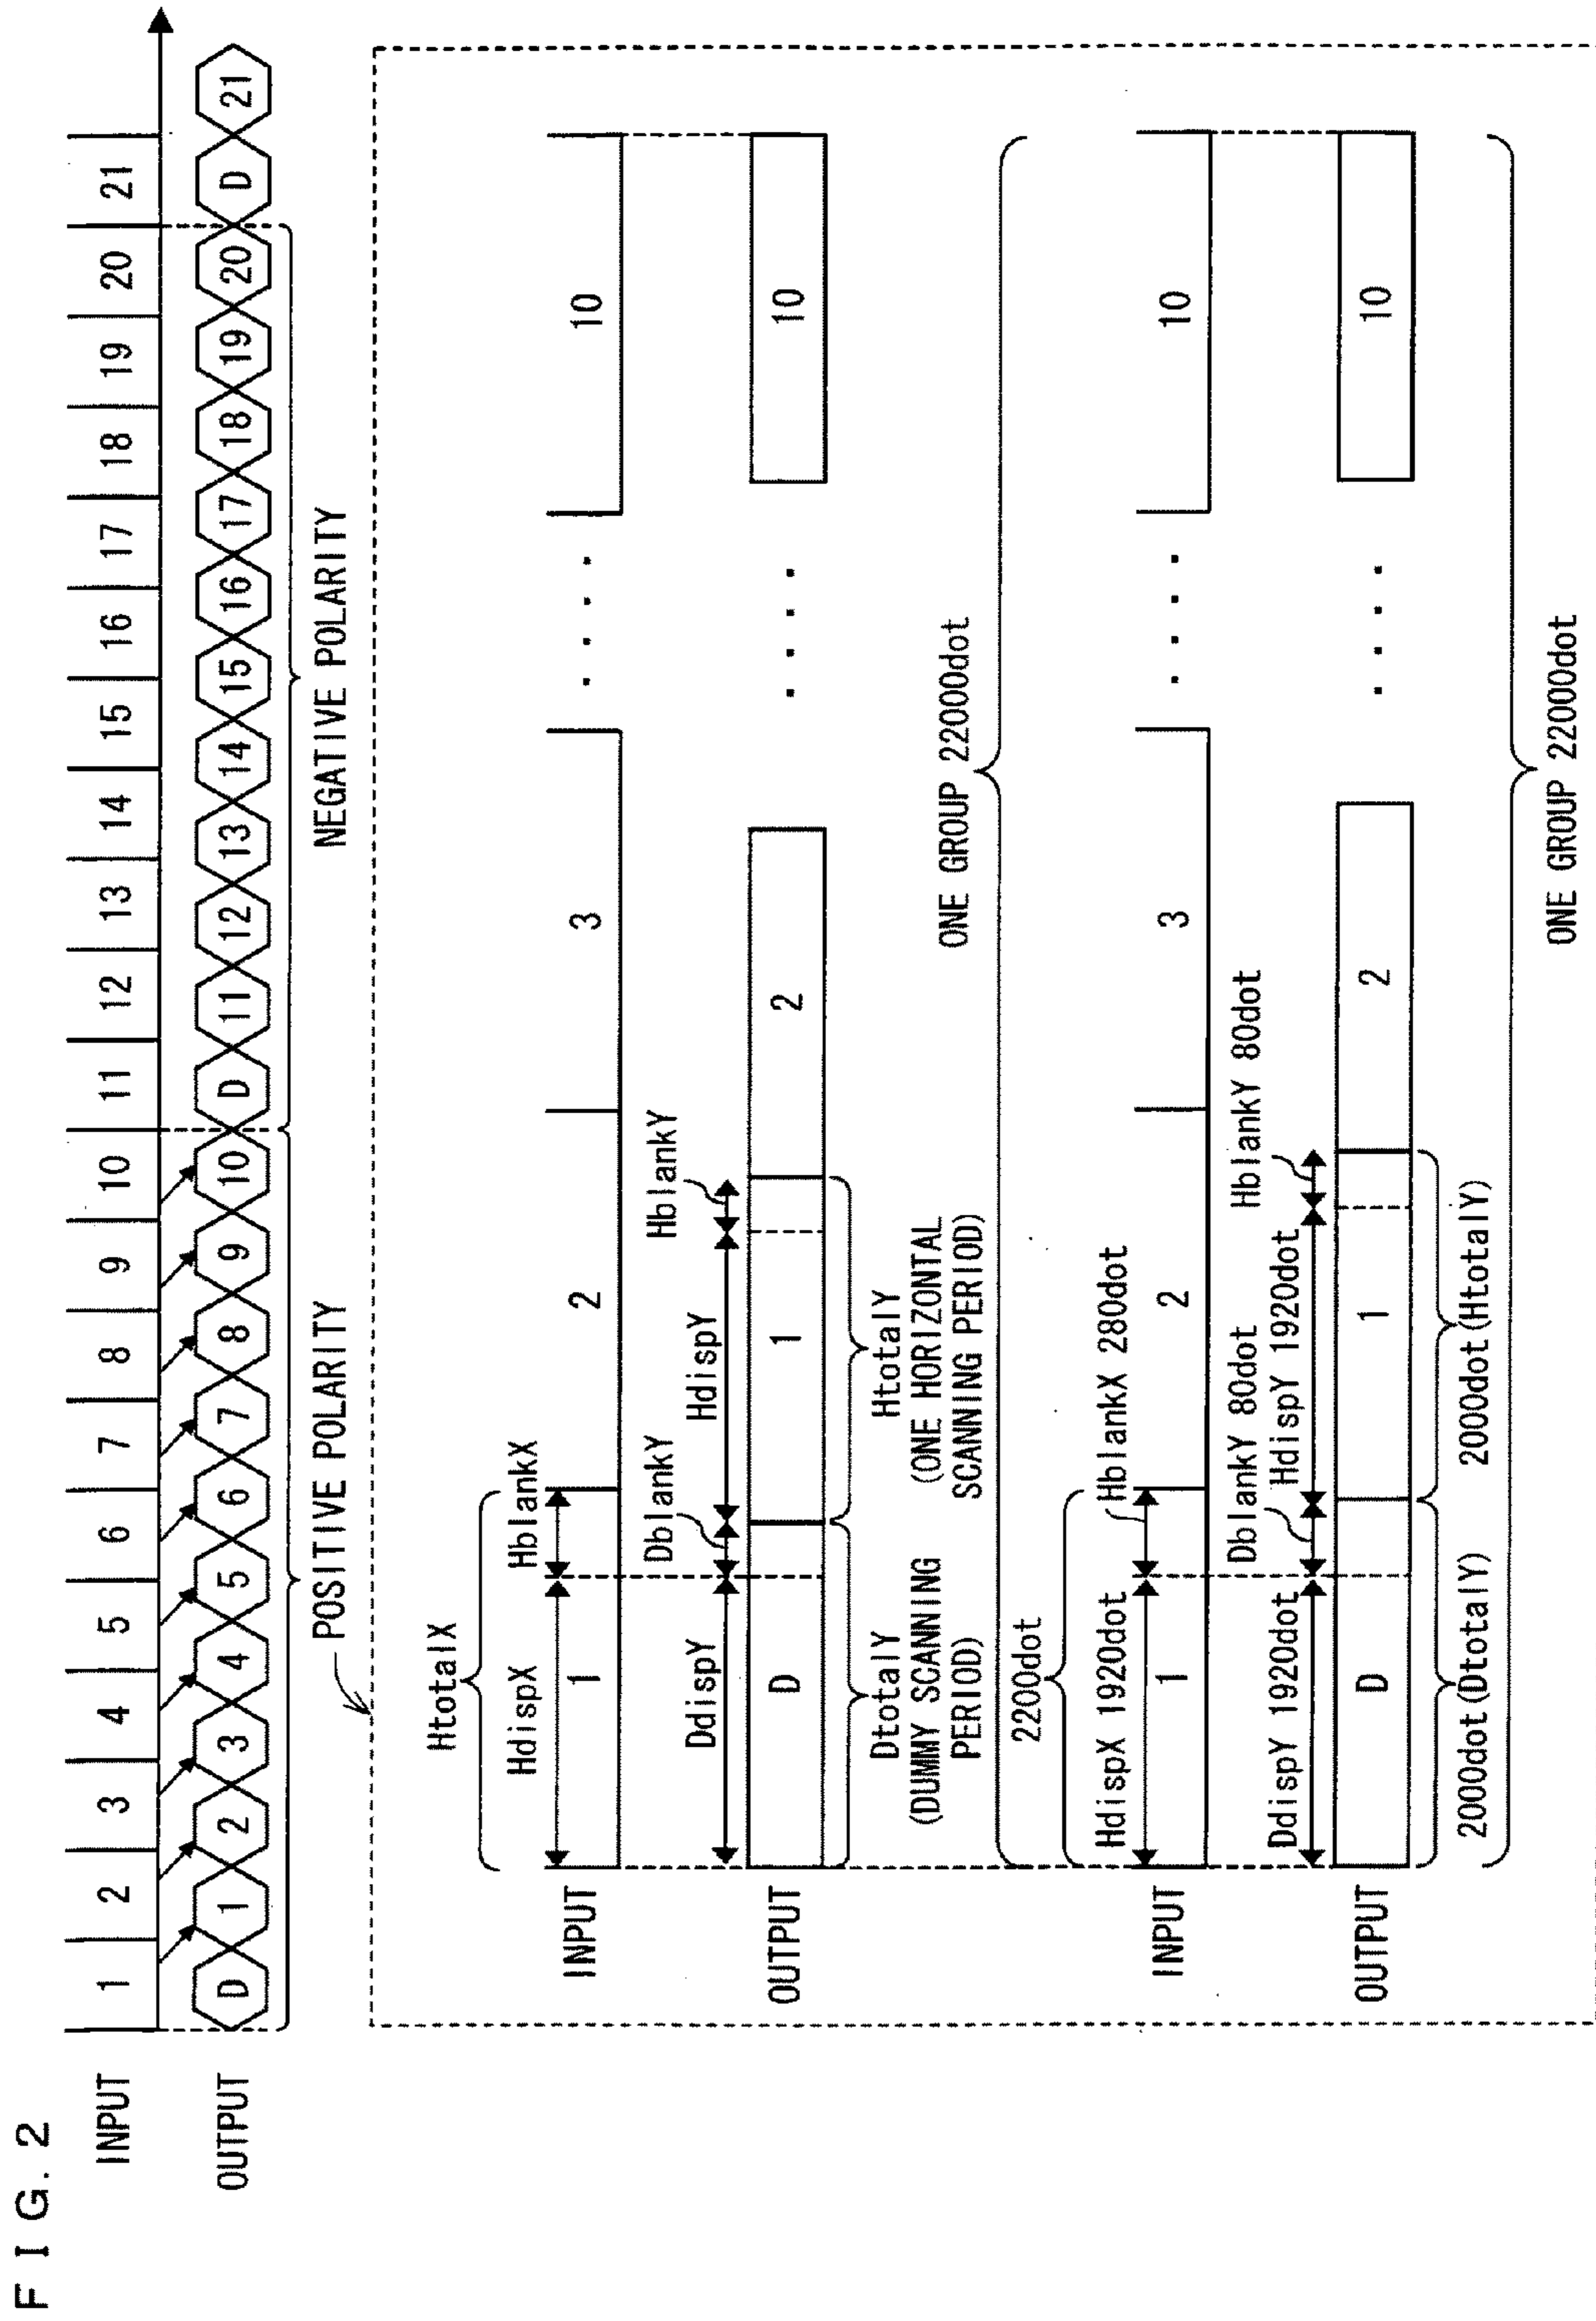 FIG. 2
INPUT 1 2 3 4 5 6 7 8 9 10 11 12 13 14 15 16 17 18 19 20 21
OUTPUT D 1 2 3 4 5 6 7 8 9 10 D 11 12 13 14 15 16 17 18 19 20 D 21
POSITIVE POLARITY NEGATIVE POLARITY
HtotalX
HdispX HblankX
INPUT 1 2 3 .... 10
DblankY HblankY
DdispY HdispY
OUTPUT D 1 2 .... 10
DtotalY
(DUMMY SCANNING
PERIOD)
HtotalY
(ONE HORIZONTAL
SCANNING PERIOD)
ONE GROUP 22000dot
2200dot
HdispX 1920dot HblankX 280dot
INPUT 1 2 3 .... 10
DblankY 80dot HblankY 80dot
DdispY 1920dot HdispY 1920dot
OUTPUT D 1 2 .... 10
2000dot(DtotalY) 2000dot(HtotalY)
ONE GROUP 22000dot